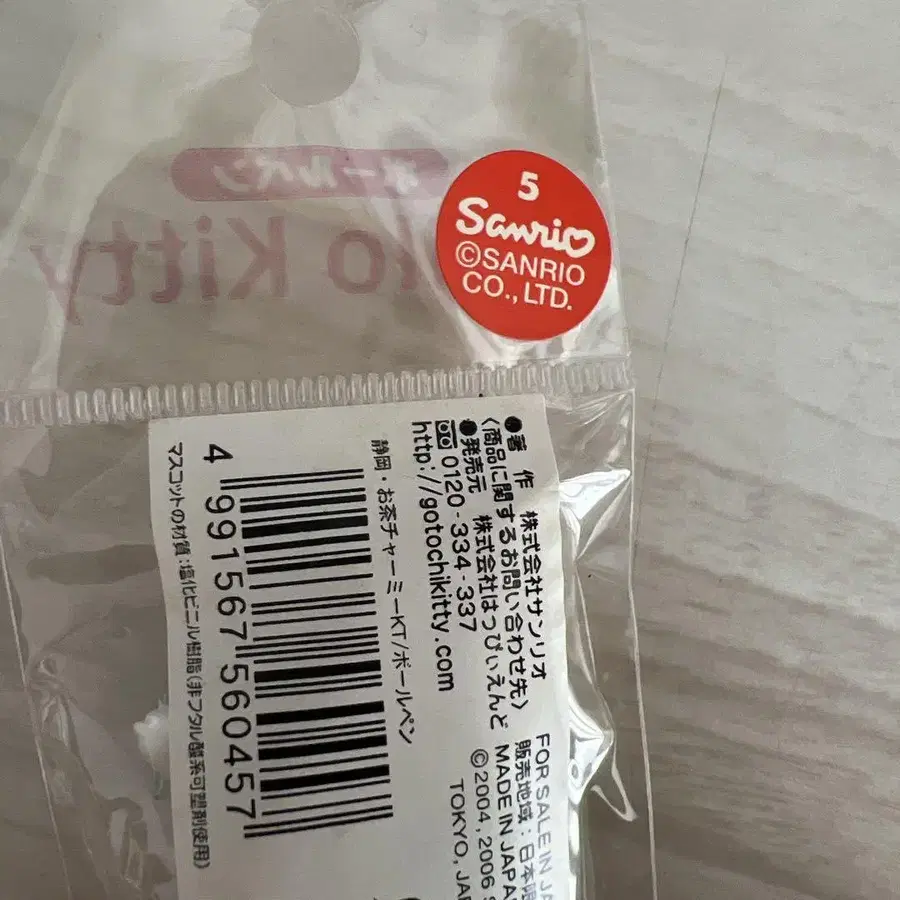 ボールペン
lo Kitty
5
Sanrio
©SANRIO
CO., LTD.
●著 作 株式会社サンリオ
〈商品に関するお問い合わせ先〉
●発売元 株式会社はっぴぃえんど
0120-334-337
http://gotochikitty.com
静岡・お茶チャーミーKT/ボールペン
4 991567 560457
マスコットの材質:塩化ビニル樹脂(非フタル酸系可塑剤使用)
FOR SALE IN JA
販売地域:日本限
MADE IN JAPA
©2004, 2006 S
TOKYO, JA